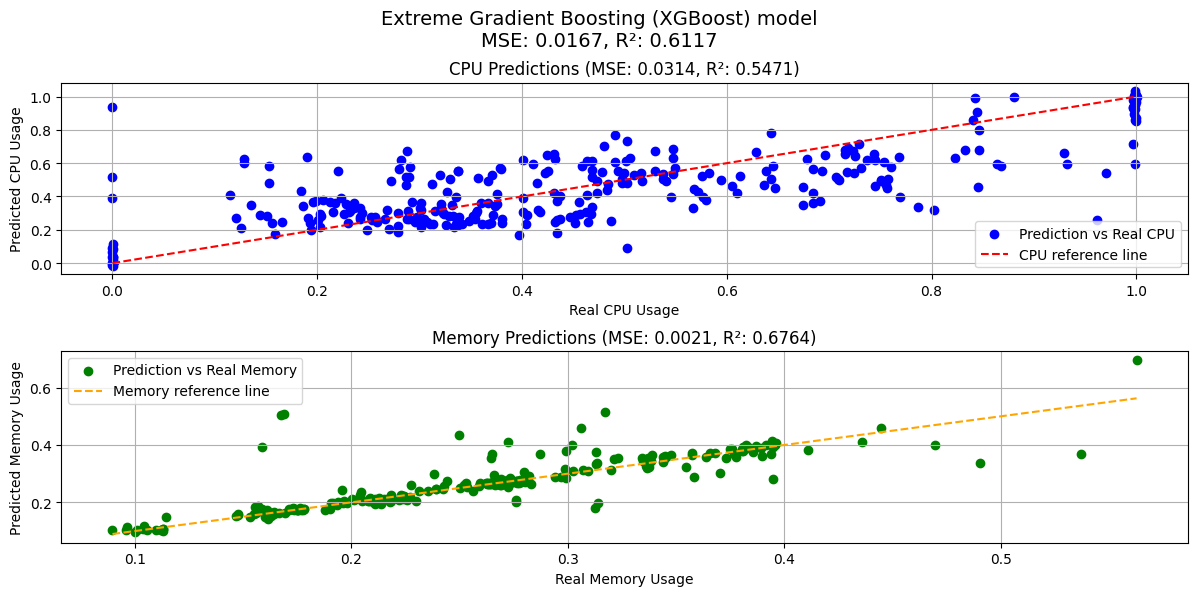 Extreme Gradient Boosting (XGBoost) model
MSE: 0.0167, R²: 0.6117
CPU Predictions (MSE: 0.0314, R²: 0.5471)
Predicted CPU Usage
1.0
0.8
0.6
0.4
0.2
0.0
Prediction vs Real CPU
CPU reference line
0.0 0.2 0.4 0.6 0.8 1.0
Real CPU Usage
Memory Predictions (MSE: 0.0021, R²: 0.6764)
Predicted Memory Usage
Prediction vs Real Memory
Memory reference line
0.6
0.4
0.2
0.1 0.2 0.3 0.4 0.5
Real Memory Usage